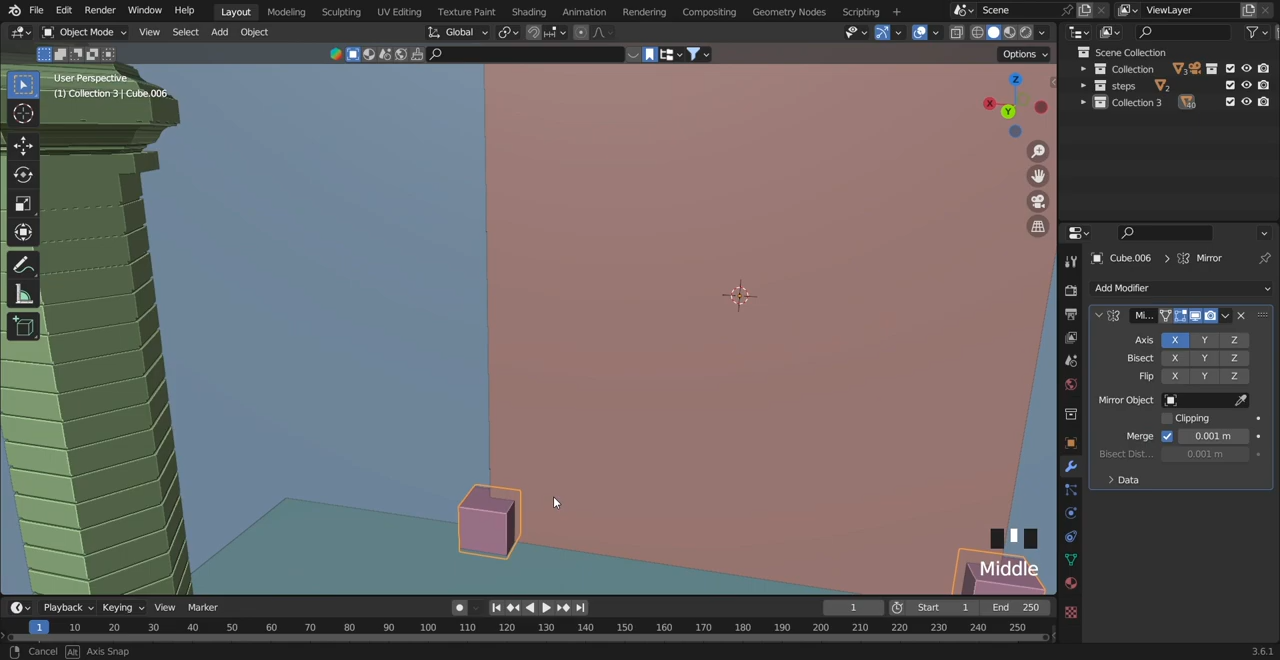 File Edit Render Window Help Layout Modeling Sculpting UV Editing Texture Paint Shading Animation Rendering Compositing Geometry Nodes Scripting + Scene ViewLayer
Object Mode View Select Add Object Global
Options
User Perspective
(1) Collection 3 | Cube.006
X
Y
Z
Scene Collection
Collection 3
steps 2
Collection 3 40
Cube.006 > Mirror
Add Modifier
Mi...
Axis X Y Z
Bisect X Y Z
Flip X Y Z
Mirror Object
Clipping
Merge 0.001 m
Bisect Dist... 0.001 m
Data
Middle
Playback Keying View Marker 1 Start 1 End 250
1 10 20 30 40 50 60 70 80 90 100 110 120 130 140 150 160 170 180 190 200 210 220 230 240 250
Cancel Alt Axis Snap 3.6.1